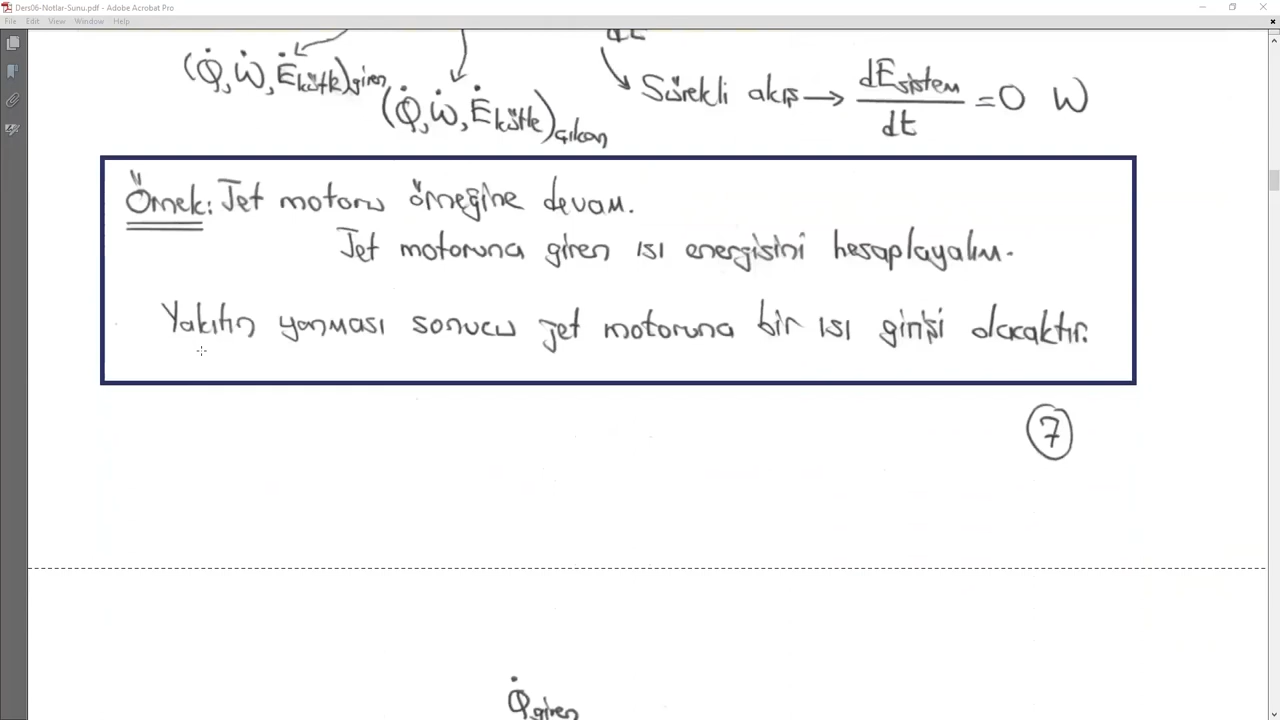 Ders06-Notlar-Sunu.pdf - Adobe Acrobat Pro
File Edit View Window Help
(Q̇, Ẇ, Ėkütle)giren
(Q̇, Ẇ, Ėkütle)çıkan
dt
Sürekli akış → dEsistem/dt = 0 W
Örnek: Jet motoru örneğine devam.
Jet motoruna giren ısı energisini hesaplayalım.
Yakıtın yanması sonucu jet motoruna bir ısı girişi olacaktır.
7
Q̇giren